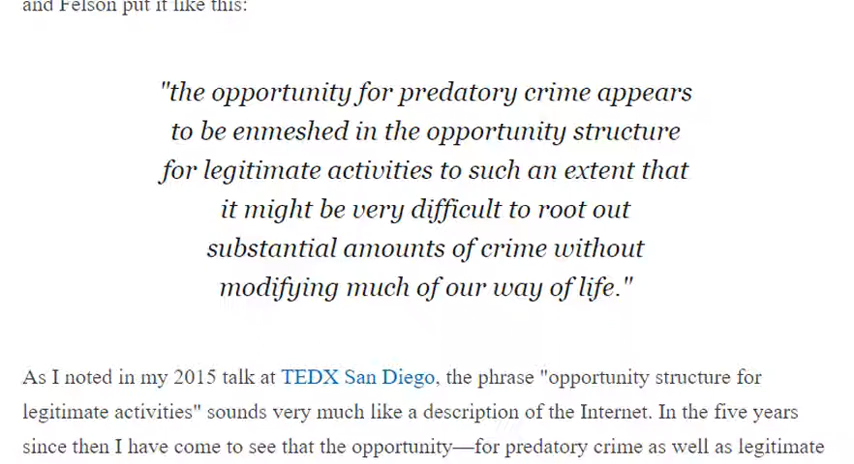 and Felson put it like this:
"the opportunity for predatory crime appears
to be enmeshed in the opportunity structure
for legitimate activities to such an extent that
it might be very difficult to root out
substantial amounts of crime without
modifying much of our way of life."
As I noted in my 2015 talk at TEDX San Diego, the phrase "opportunity structure for
legitimate activities" sounds very much like a description of the Internet. In the five years
since then I have come to see that the opportunity—for predatory crime as well as legitimate